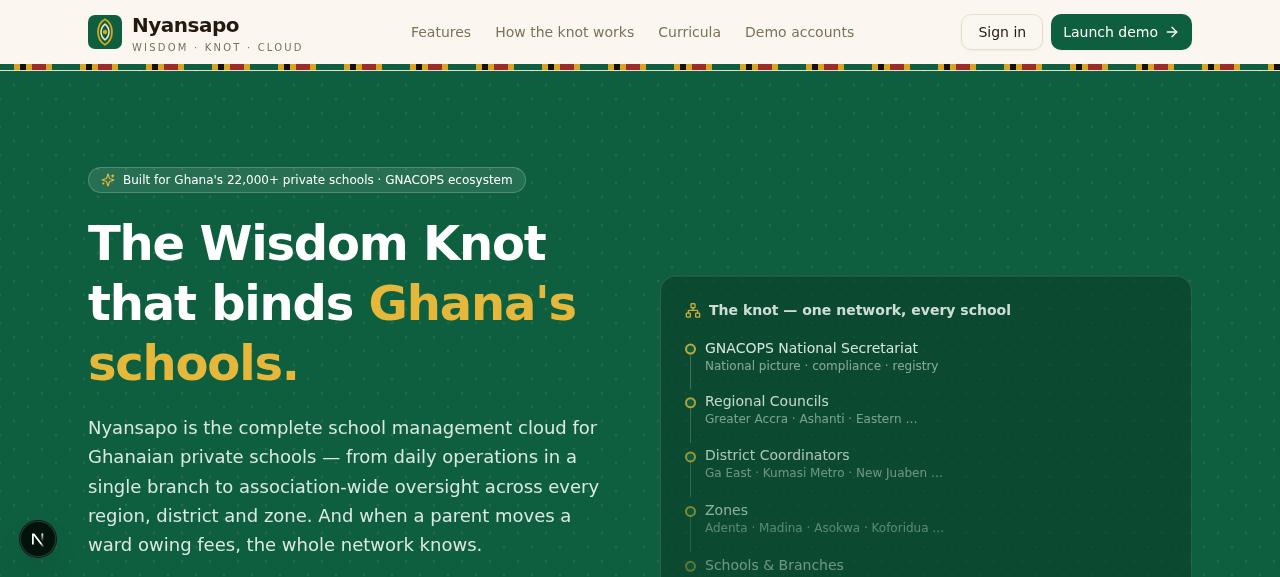 Nyansapo
WISDOM · KNOT · CLOUD
Features
How the knot works
Curricula
Demo accounts
Sign in
Launch demo
Built for Ghana's 22,000+ private schools · GNACOPS ecosystem
The Wisdom Knot
that binds Ghana's
schools.
Nyansapo is the complete school management cloud for
Ghanaian private schools — from daily operations in a
single branch to association-wide oversight across every
region, district and zone. And when a parent moves a
ward owing fees, the whole network knows.
The knot — one network, every school
GNACOPS National Secretariat
National picture · compliance · registry
Regional Councils
Greater Accra · Ashanti · Eastern ...
District Coordinators
Ga East · Kumasi Metro · New Juaben ...
Zones
Adenta · Madina · Asokwa · Koforidua ...
Schools & Branches